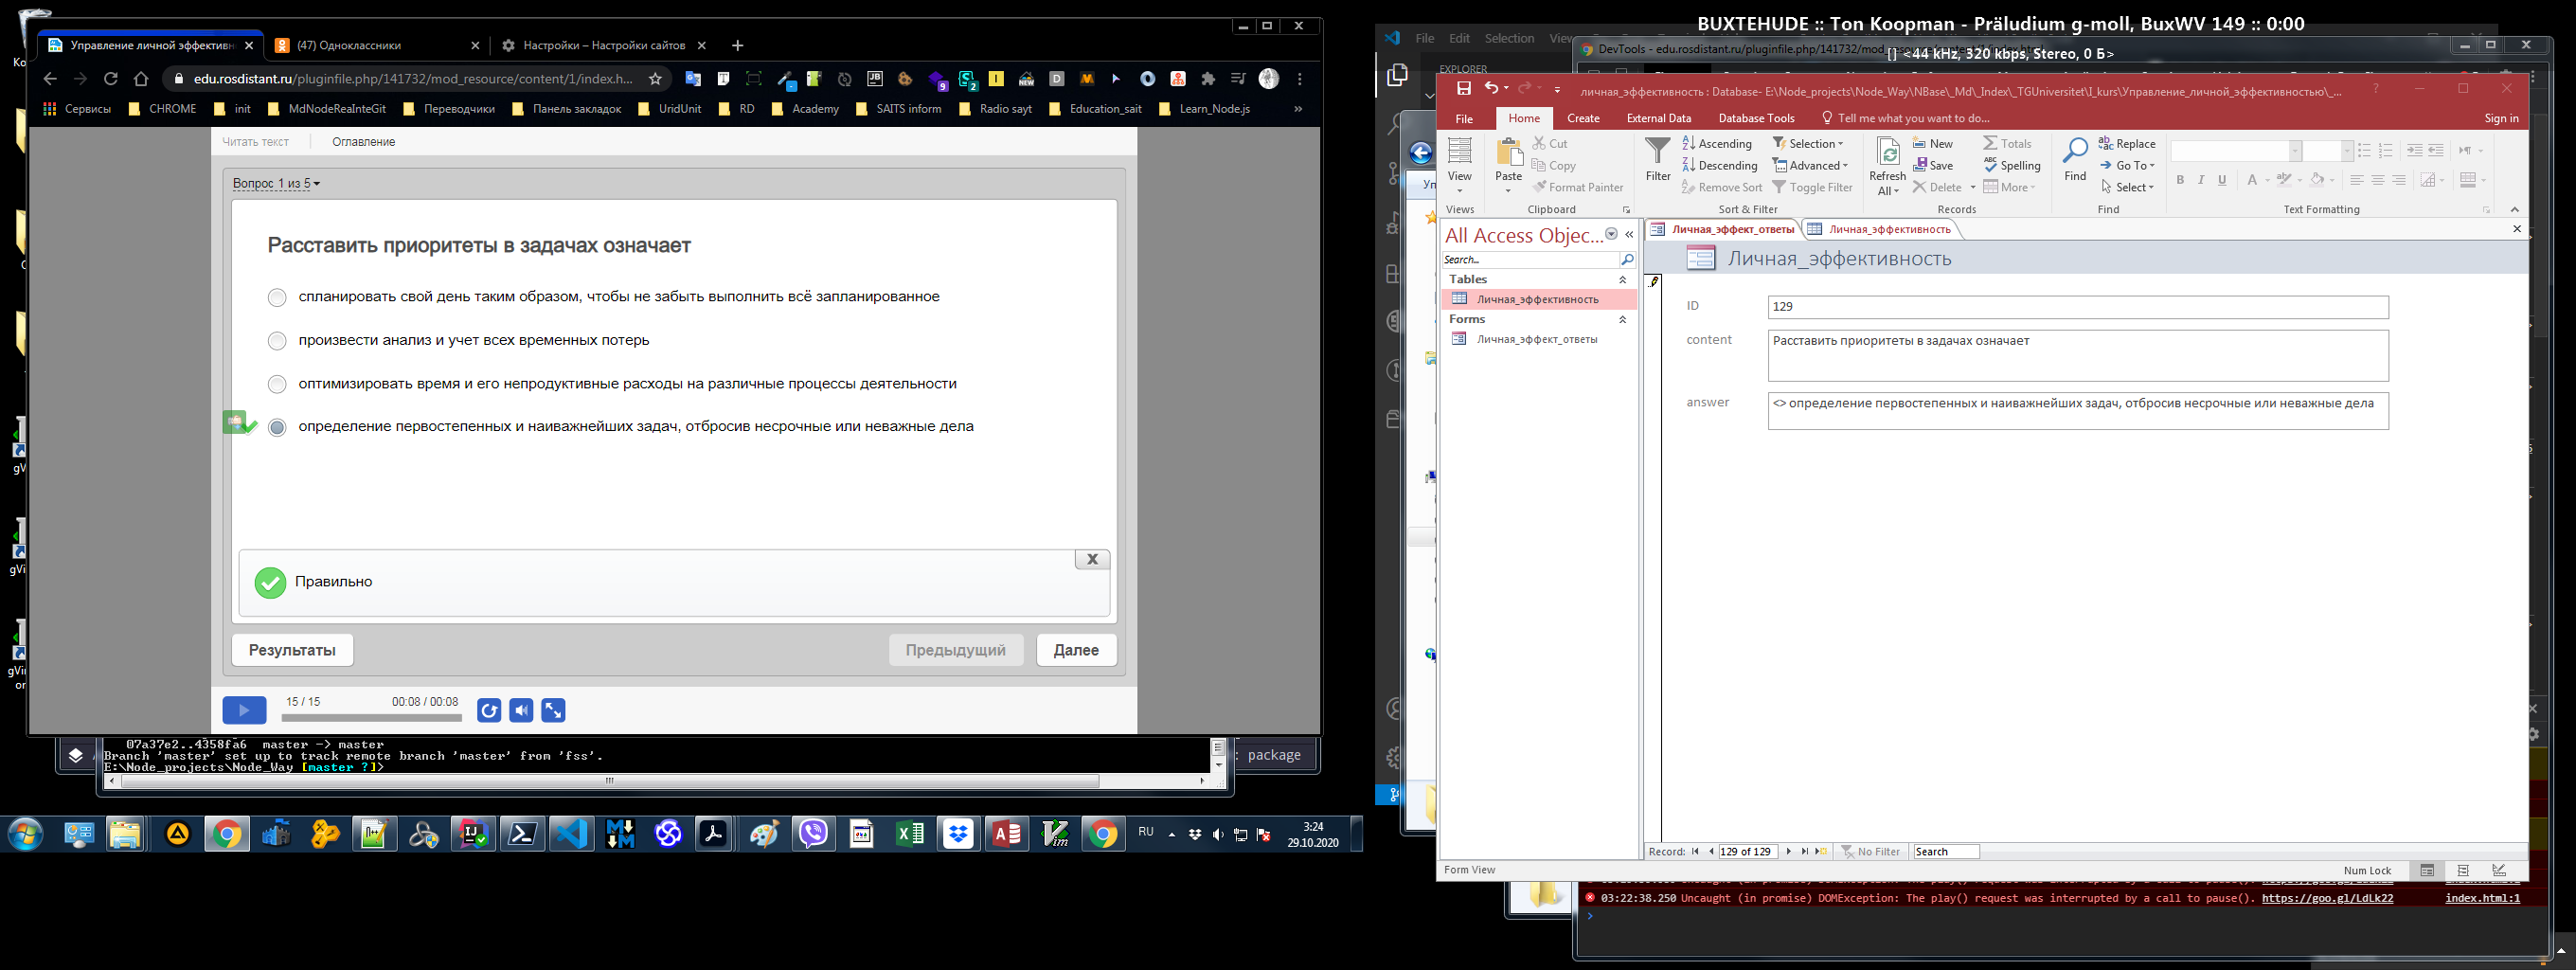 Управление личной эффективн
(47) Одноклассники
Настройки – Настройки сайтов
edu.rosdistant.ru/pluginfile.php/141732/mod_resource/content/1/index.h...
Сервисы
CHROME
init
MdNodeReaInteGit
Переводчики
Панель закладок
UridUnit
RD
Academy
SAITS inform
Radio sayt
Education_sait
Learn_Node.js
Читать текст
Оглавление
Вопрос 1 из 5
Расставить приоритеты в задачах означает
спланировать свой день таким образом, чтобы не забыть выполнить всё запланированное
произвести анализ и учет всех временных потерь
оптимизировать время и его непродуктивные расходы на различные процессы деятельности
определение первостепенных и наиважнейших задач, отбросив несрочные или неважные дела
Правильно
X
Результаты
Предыдущий
Далее
15 / 15
00:08 / 00:08
07a37e2..4358fa6 master -> master
Branch 'master' set up to track remote branch 'master' from 'fss'.
E:\Node_projects\Node_Way [master ?]>
: package
RU
3:24
29.10.2020
BUXTEHUDE :: Ton Koopman - Präludium g-moll, BuxWV 149 :: 0:00
File Edit Selection
DevTools - edu.rosdistant.ru/pluginfile.php/141732/mod_resource/content/1/index.html
[] <44 kHz, 320 kbps, Stereo, 0 Б>
EXPLORER
личная_эффективность : Database- E:\Node_projects\Node_Way\NBase\_Md\_Index\_TGUniversitet\I_kurs\Управление_личной_эффективностью\_...
File
Home
Create
External Data
Database Tools
Tell me what you want to do...
Sign in
View
Paste
Cut
Copy
Format Painter
Filter
Ascending
Descending
Remove Sort
Selection
Advanced
Toggle Filter
Refresh All
New
Save
Delete
Totals
Spelling
More
Find
Replace
Go To
Select
B I U
Views
Clipboard
Sort & Filter
Records
Find
Text Formatting
All Access Objec...
Search...
Tables
Личная_эффективность
Forms
Личная_эффект_ответы
Личная_эффект_ответы
Личная_эффективность
Личная_эффективность
ID
129
content
Расставить приоритеты в задачах означает
answer
<> определение первостепенных и наиважнейших задач, отбросив несрочные или неважные дела
Record:
129 of 129
No Filter
Search
Form View
Num Lock
03:22:38.250 Uncaught (in promise) DOMException: The play() request was interrupted by a call to pause(). https://goo.gl/LdLk22
index.html:1